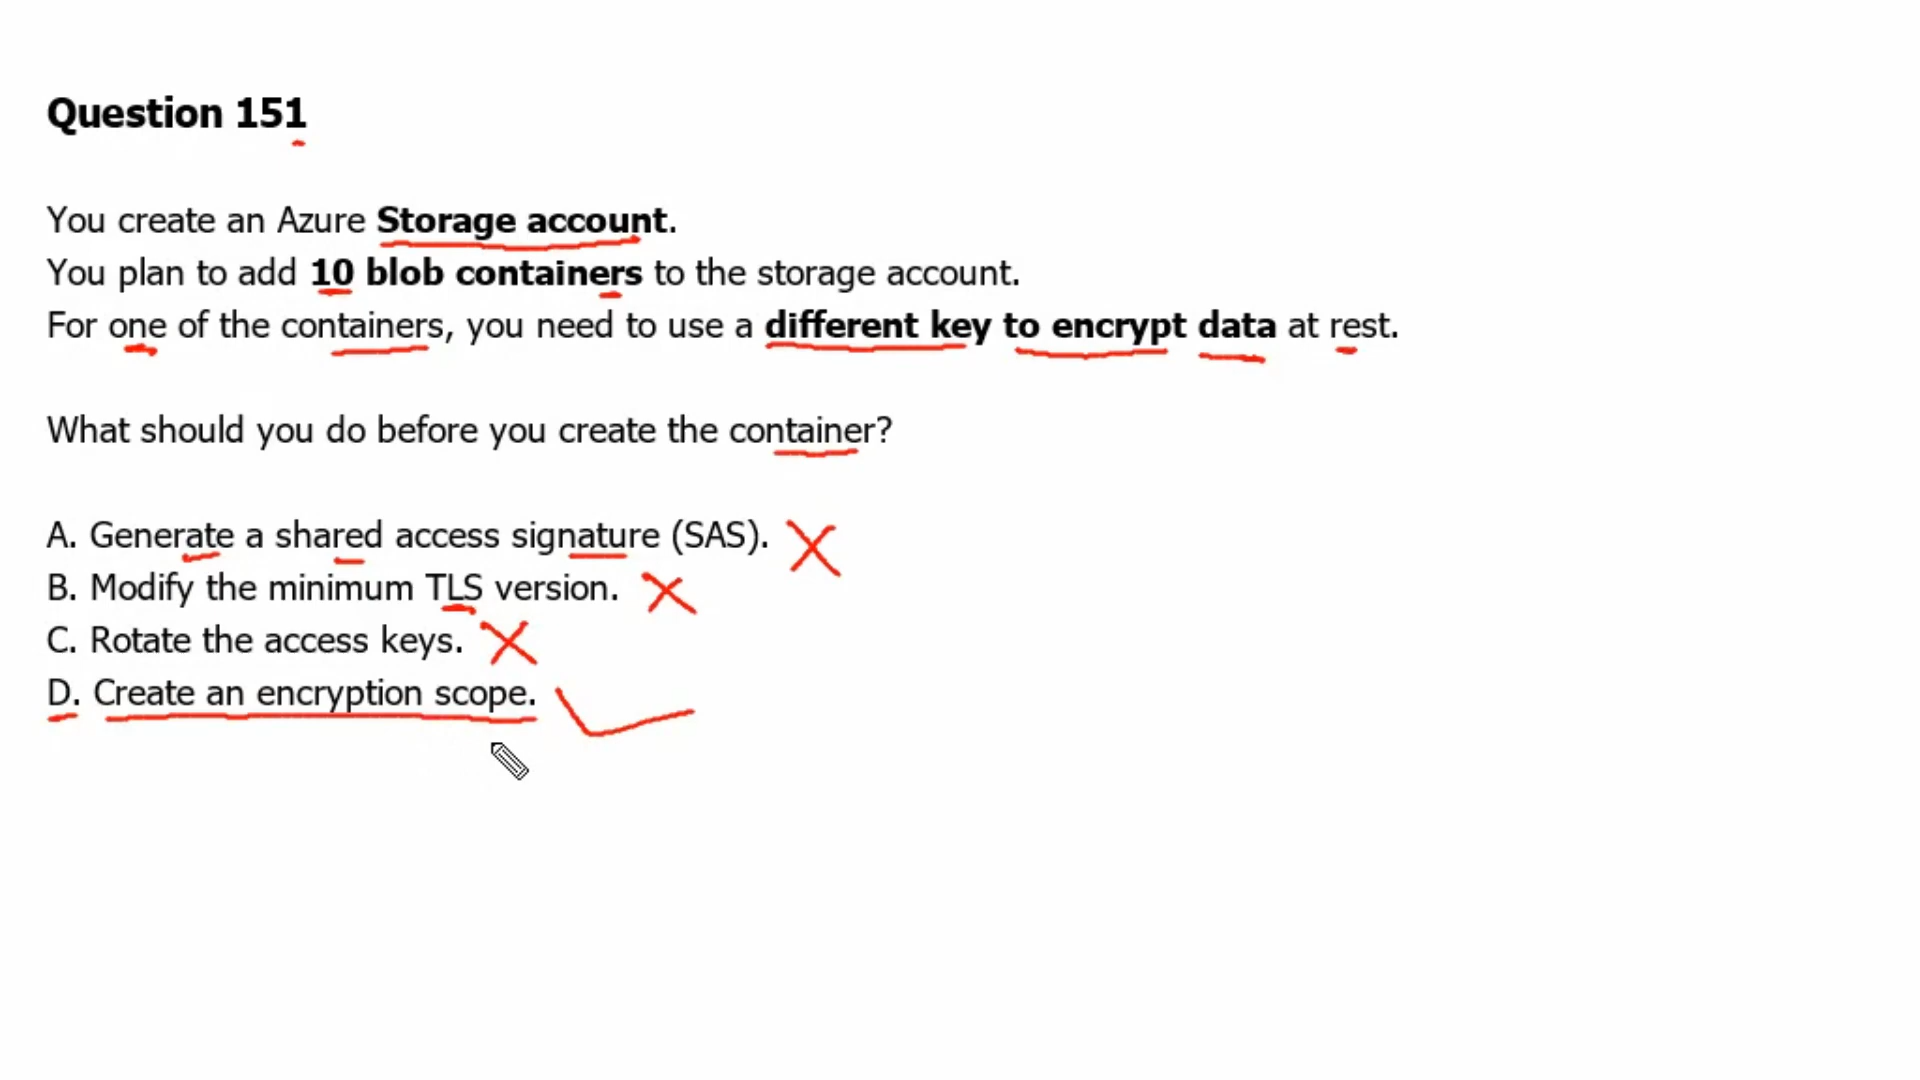 Question 151
You create an Azure Storage account.
You plan to add 10 blob containers to the storage account.
For one of the containers, you need to use a different key to encrypt data at rest.
What should you do before you create the container?
A. Generate a shared access signature (SAS).
B. Modify the minimum TLS version.
C. Rotate the access keys.
D. Create an encryption scope.